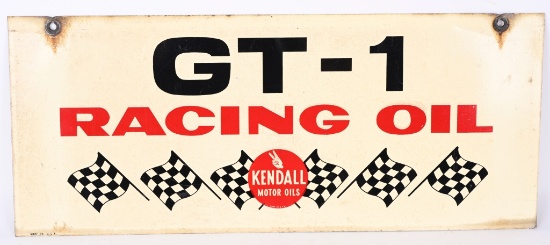 GT-1
RACING OIL
KENDALL
MOTOR OILS